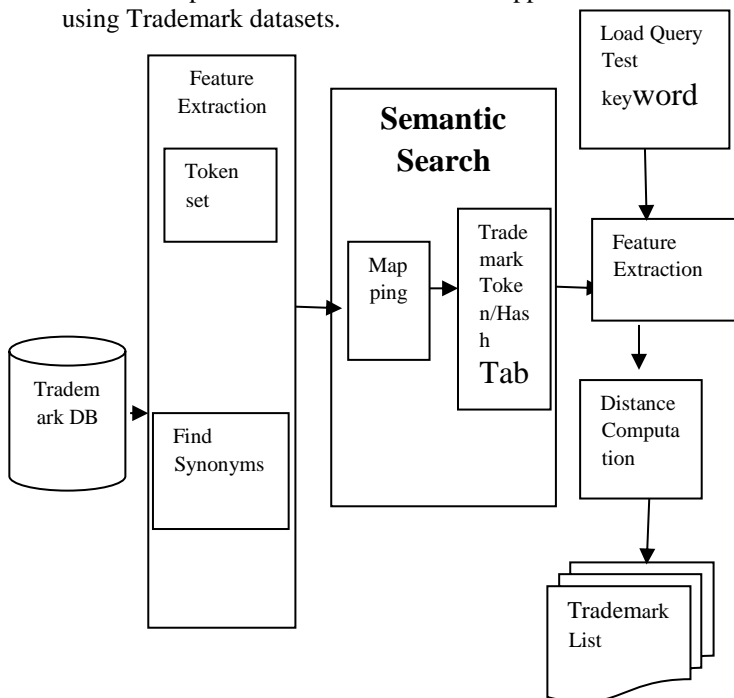 using Trademark datasets.
Load Query
Test
keyword
Feature
Extraction
Token
set
Find
Synonyms
Tradem
ark DB
Semantic
Search
Map
ping
Trade
mark
Toke
n/Has
h
Tab
Feature
Extraction
Distance
Computa
tion
Trademark
List